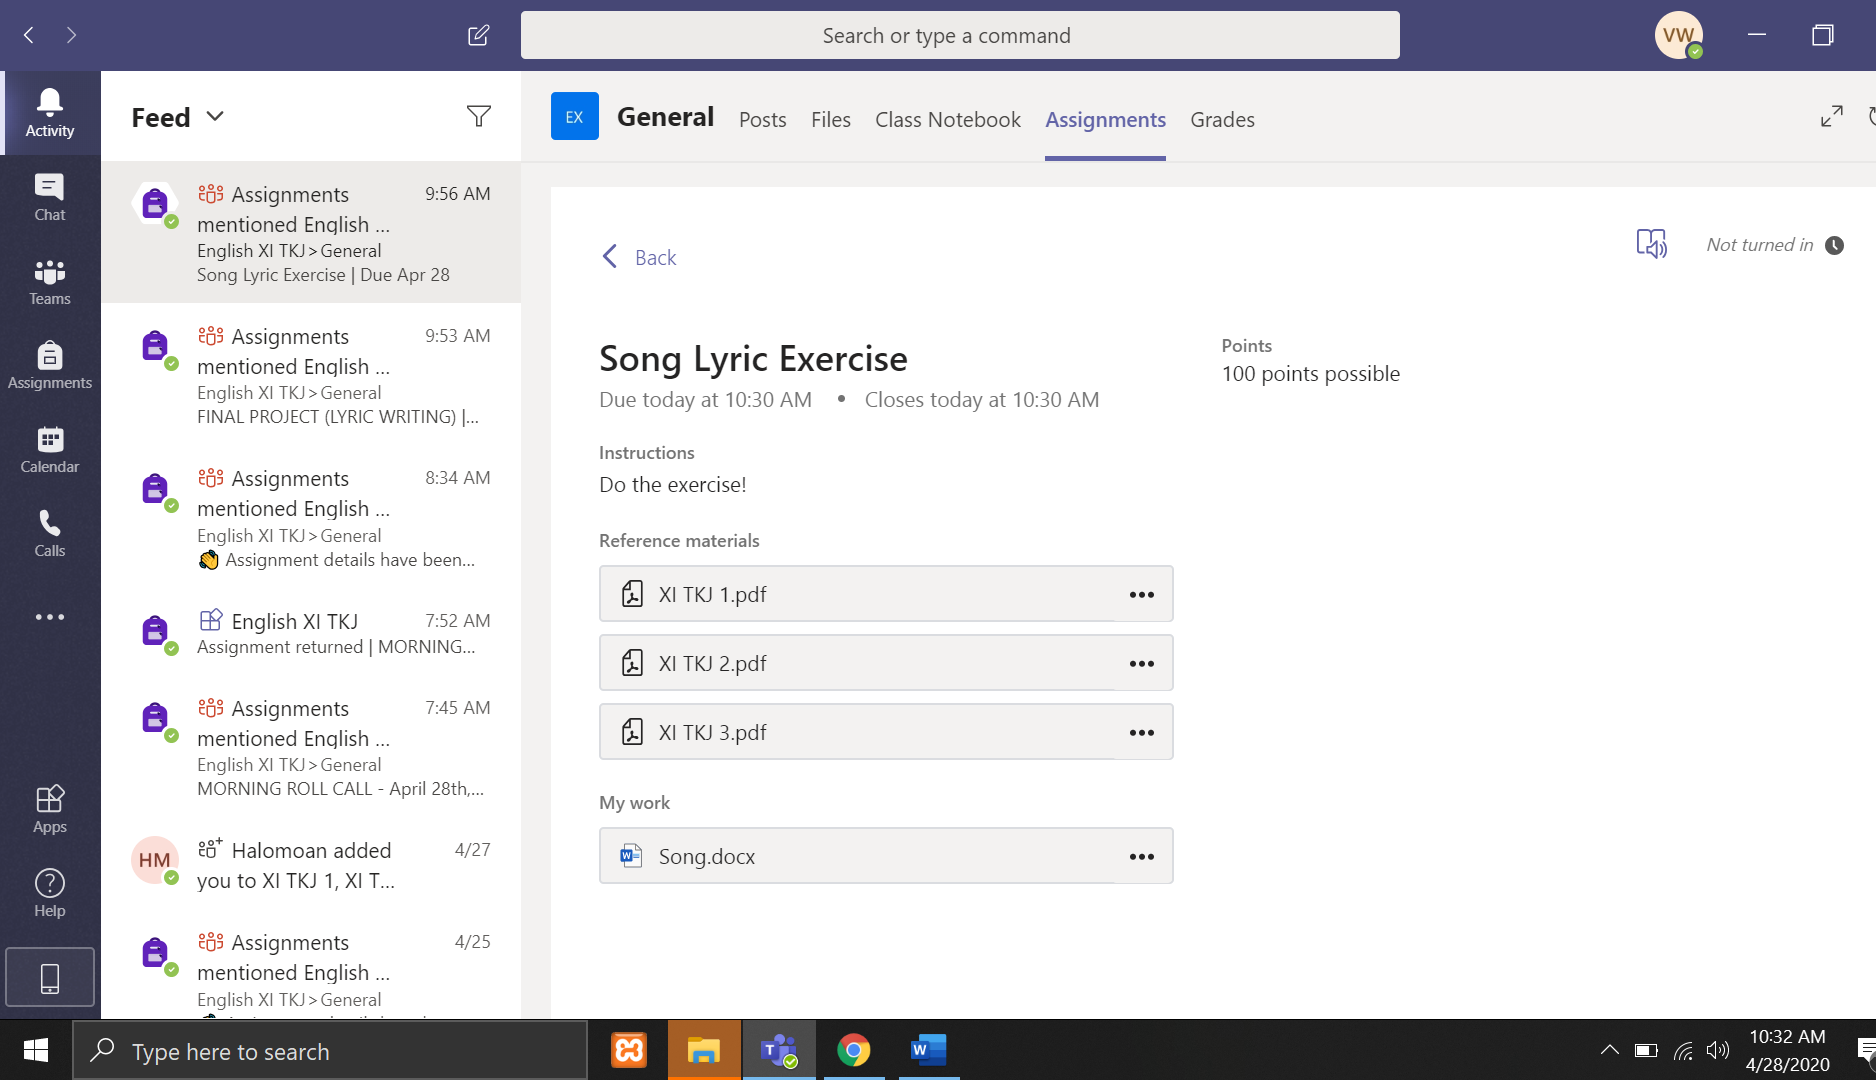 Search or type a command
VW
Activity
Chat
Teams
Assignments
Calendar
Calls
Apps
Help
Feed
Assignments 9:56 AM
mentioned English ...
English XI TKJ > General
Song Lyric Exercise | Due Apr 28
Assignments 9:53 AM
mentioned English ...
English XI TKJ > General
FINAL PROJECT (LYRIC WRITING) |...
Assignments 8:34 AM
mentioned English ...
English XI TKJ > General
👏 Assignment details have been...
English XI TKJ 7:52 AM
Assignment returned | MORNING...
Assignments 7:45 AM
mentioned English ...
English XI TKJ > General
MORNING ROLL CALL - April 28th,...
HM
Halomoan added 4/27
you to XI TKJ 1, XI T...
Assignments 4/25
mentioned English ...
English XI TKJ > General
EX General Posts Files Class Notebook Assignments Grades
Back
Not turned in
Song Lyric Exercise
Due today at 10:30 AM • Closes today at 10:30 AM
Points
100 points possible
Instructions
Do the exercise!
Reference materials
XI TKJ 1.pdf
XI TKJ 2.pdf
XI TKJ 3.pdf
My work
Song.docx
Type here to search
10:32 AM
4/28/2020